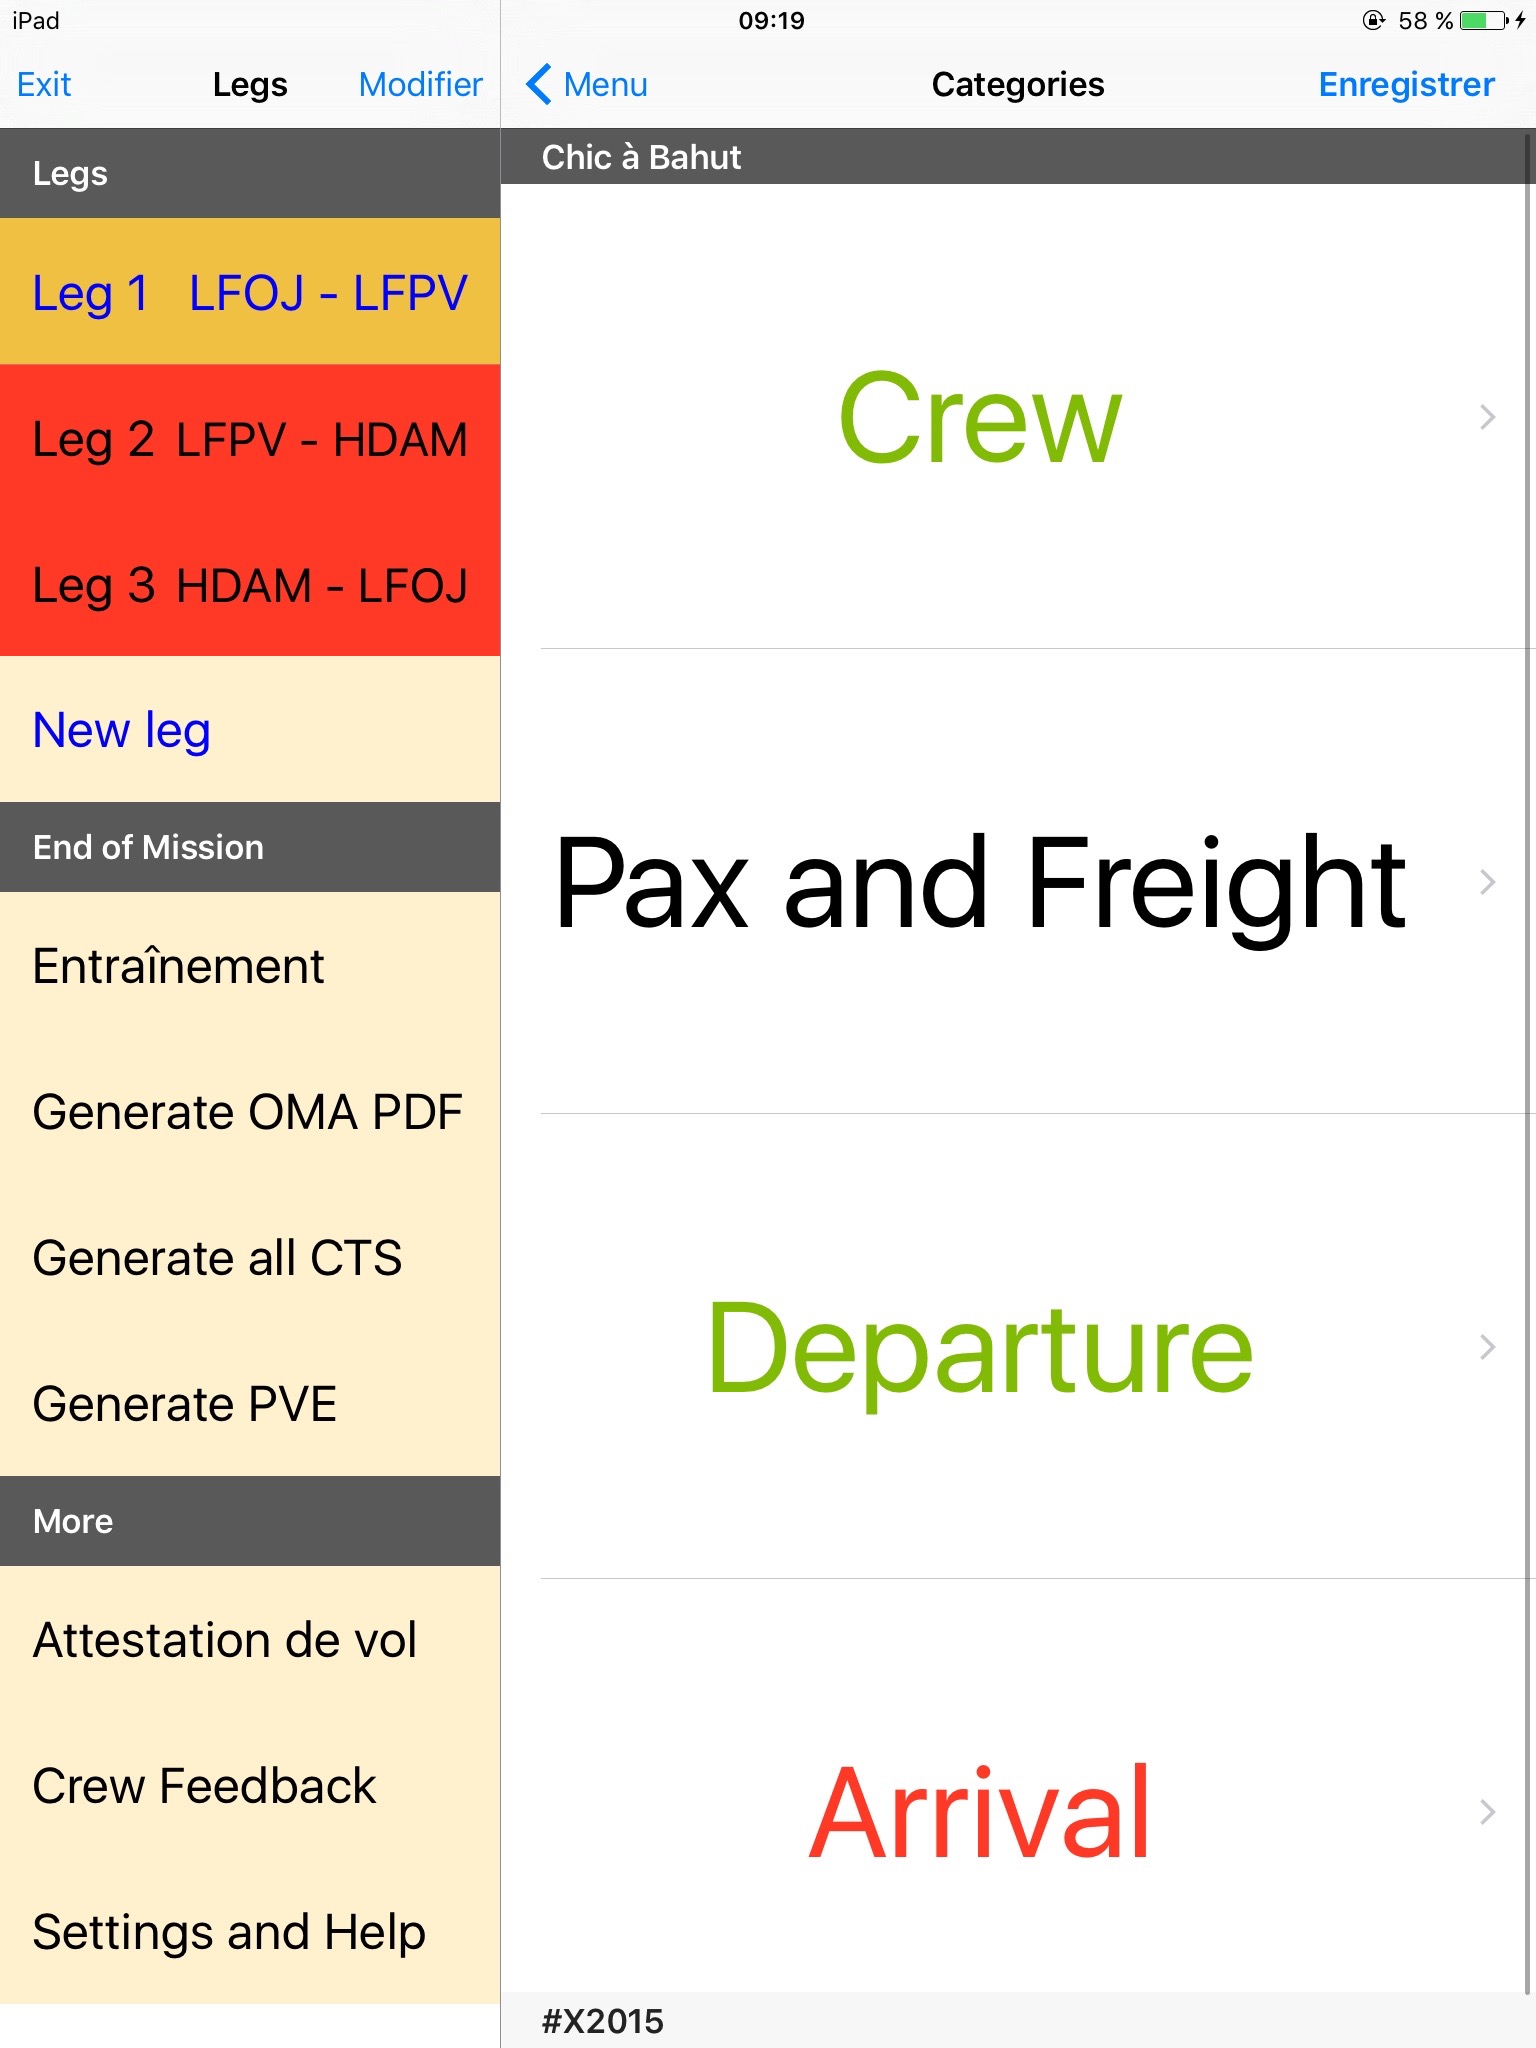 iPad
09:19
58 %
Exit
Legs
Modifier
Legs
Leg 1 LFOJ - LFPV
Leg 2 LFPV - HDAM
Leg 3 HDAM - LFOJ
New leg
End of Mission
Entraînement
Generate OMA PDF
Generate all CTS
Generate PVE
More
Attestation de vol
Crew Feedback
Settings and Help
Menu
Categories
Enregistrer
Chic à Bahut
Crew
Pax and Freight
Departure
Arrival
#X2015